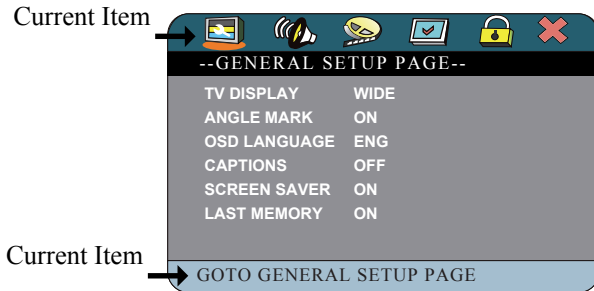 Current Item
--GENERAL SETUP PAGE--
TV DISPLAY WIDE
ANGLE MARK ON
OSD LANGUAGE ENG
CAPTIONS OFF
SCREEN SAVER ON
LAST MEMORY ON
Current Item
GOTO GENERAL SETUP PAGE